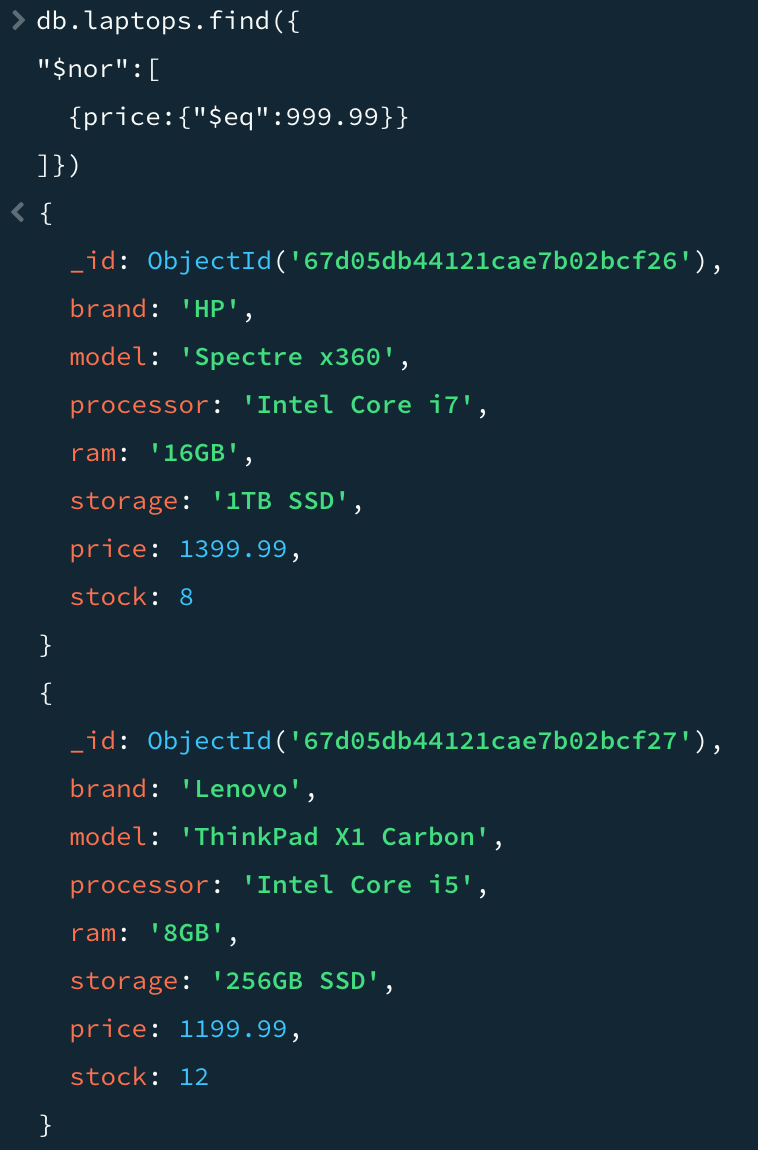 > db.laptops.find({
"$nor":[
{price:{"$eq":999.99}}
]})
< {
_id: ObjectId('67d05db44121cae7b02bcf26'),
brand: 'HP',
model: 'Spectre x360',
processor: 'Intel Core i7',
ram: '16GB',
storage: '1TB SSD',
price: 1399.99,
stock: 8
}
{
_id: ObjectId('67d05db44121cae7b02bcf27'),
brand: 'Lenovo',
model: 'ThinkPad X1 Carbon',
processor: 'Intel Core i5',
ram: '8GB',
storage: '256GB SSD',
price: 1199.99,
stock: 12
}